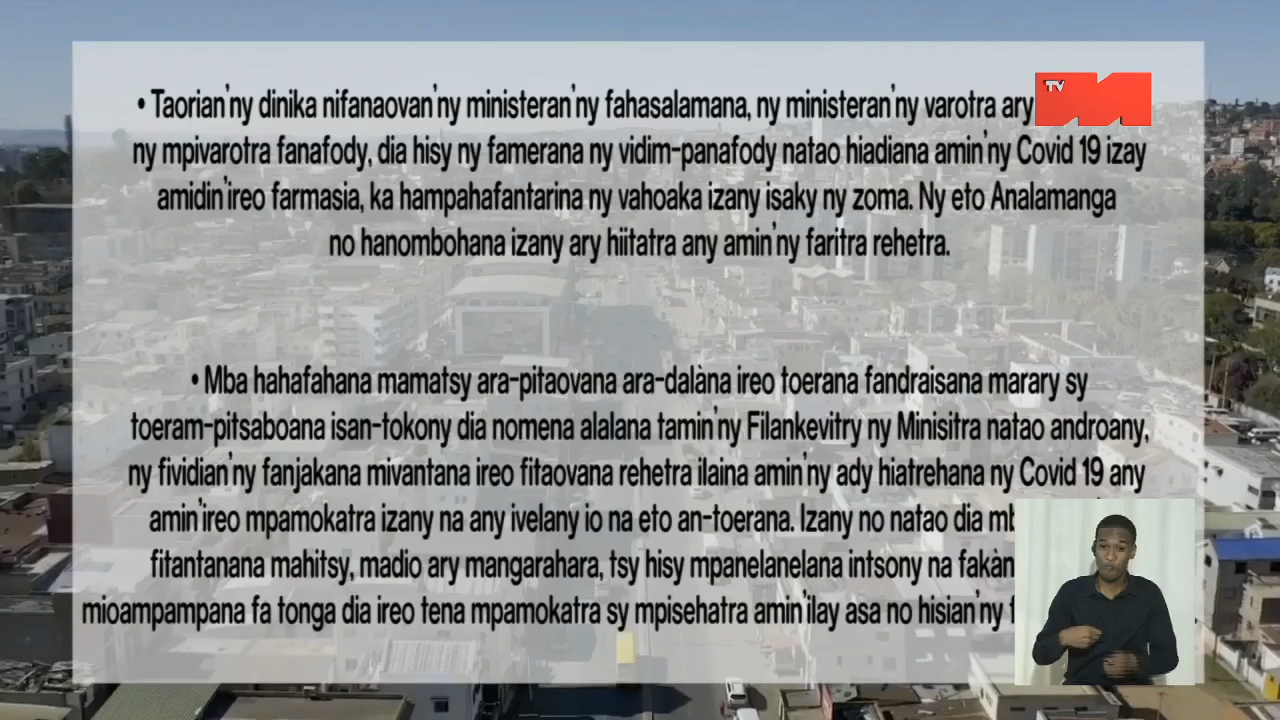 • Taorian'ny dinika nifanaovan'ny ministeran'ny fahasalamana, ny ministeran'ny varotra ary
TV
ny mpivarotra fanafody, dia hisy ny famerana ny vidim-panafody natao hiadiana amin'ny Covid 19 izay
amidin'ireo farmasia, ka hampahafantarina ny vahoaka izany isaky ny zoma. Ny eto Analamanga
no hanombohana izany ary hiitatra any amin'ny faritra rehetra.
• Mba hahafahana mamatsy ara-pitaovana ara-dalàna ireo toerana fandraisana marary sy
toeram-pitsaboana isan-tokony dia nomena alalana tamin'ny Filankevitry ny Minisitra natao androany,
ny fividian'ny fanjakana mivantana ireo fitaovana rehetra ilaina amin'ny ady hiatrehana ny Covid 19 any
amin'ireo mpamokatra izany na any ivelany io na eto an-toerana. Izany no natao dia
fitantanana mahitsy, madio ary mangarahara, tsy hisy mpanelanelana intsony na
mioampampana fa tonga dia ireo tena mpamokatra sy mpisehatra amin'ilay asa no hisian'ny